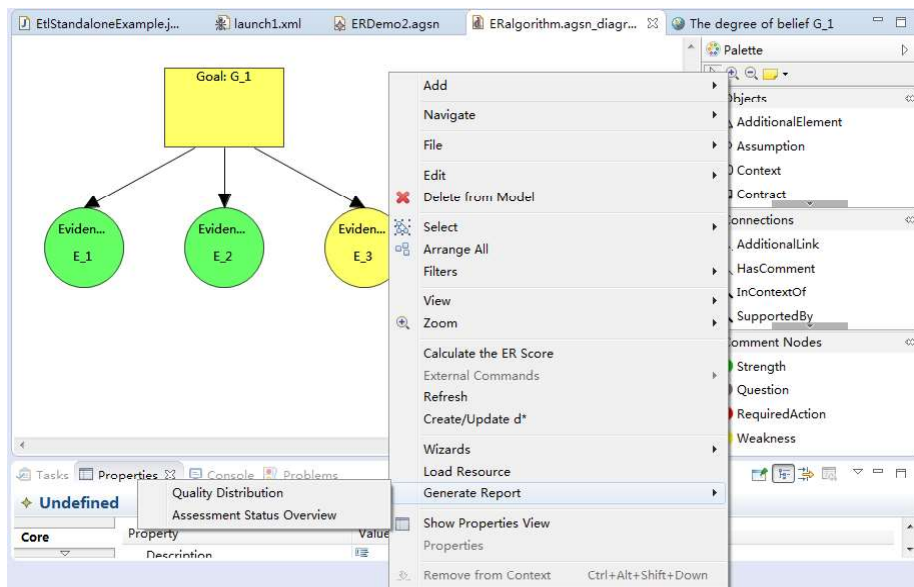 EtlStandaloneExample.j...
launch1.xml
ERDemo2.agsn
ERalgorithm.agsn_diagr...
The degree of belief G_1
Palette
Goal: G_1
Eviden...
E_1
Eviden...
E_2
Eviden...
E_3
Add
Navigate
File
Edit
Delete from Model
Select
Arrange All
Filters
View
Zoom
Calculate the ER Score
External Commands
Refresh
Create/Update d*
Wizards
Load Resource
Generate Report
Show Properties View
Properties
Remove from Context Ctrl+Alt+Shift+Down
Quality Distribution
Assessment Status Overview
bjects
AdditionalElement
Assumption
Context
Contract
onnections
AdditionalLink
HasComment
InContextOf
SupportedBy
omment Nodes
Strength
Question
RequiredAction
Weakness
Tasks Properties Console Problems
Undefined
Core
Property Value
Description